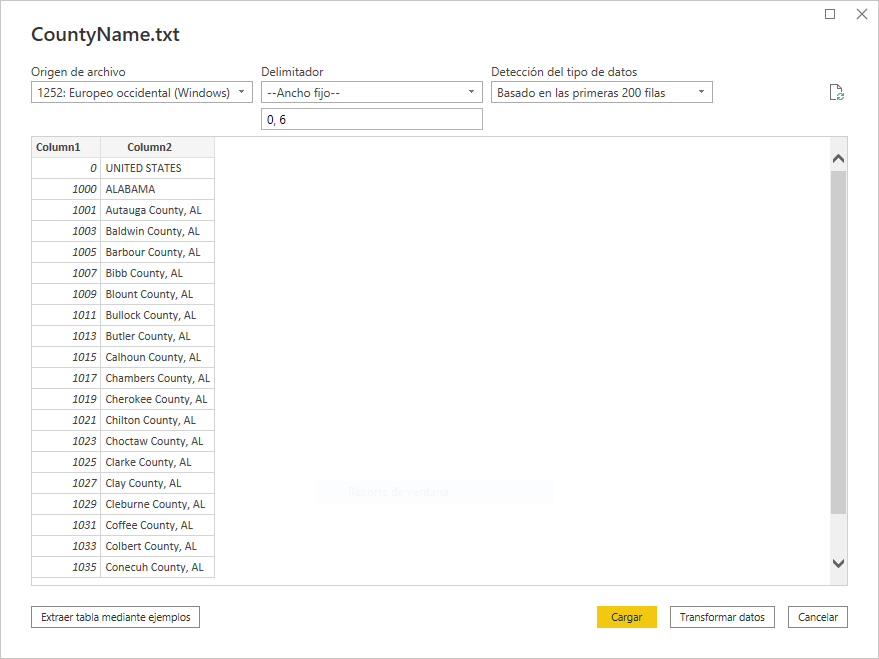 CountyName.txt
Origen de archivo Delimitador Detección del tipo de datos
1252: Europeo occidental (Windows) --Ancho fijo-- Basado en las primeras 200 filas
0, 6
Column1 Column2
0 UNITED STATES
1000 ALABAMA
1001 Autauga County, AL
1003 Baldwin County, AL
1005 Barbour County, AL
1007 Bibb County, AL
1009 Blount County, AL
1011 Bullock County, AL
1013 Butler County, AL
1015 Calhoun County, AL
1017 Chambers County, AL
1019 Cherokee County, AL
1021 Chilton County, AL
1023 Choctaw County, AL
1025 Clarke County, AL
1027 Clay County, AL
1029 Cleburne County, AL
1031 Coffee County, AL
1033 Colbert County, AL
1035 Conecuh County, AL
Extraer tabla mediante ejemplos Cargar Transformar datos Cancelar